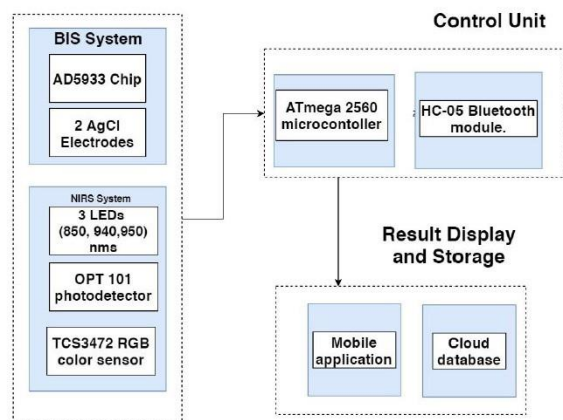 BIS System
AD5933 Chip
2 AgCl
Electrodes
NIRS System
3 LEDs
(850, 940,950)
nms
OPT 101
photodetector
TCS3472 RGB
color sensor
Control Unit
ATmega 2560
microcontoller
HC-05 Bluetooth
module.
Result Display
and Storage
Mobile
application
Cloud
database